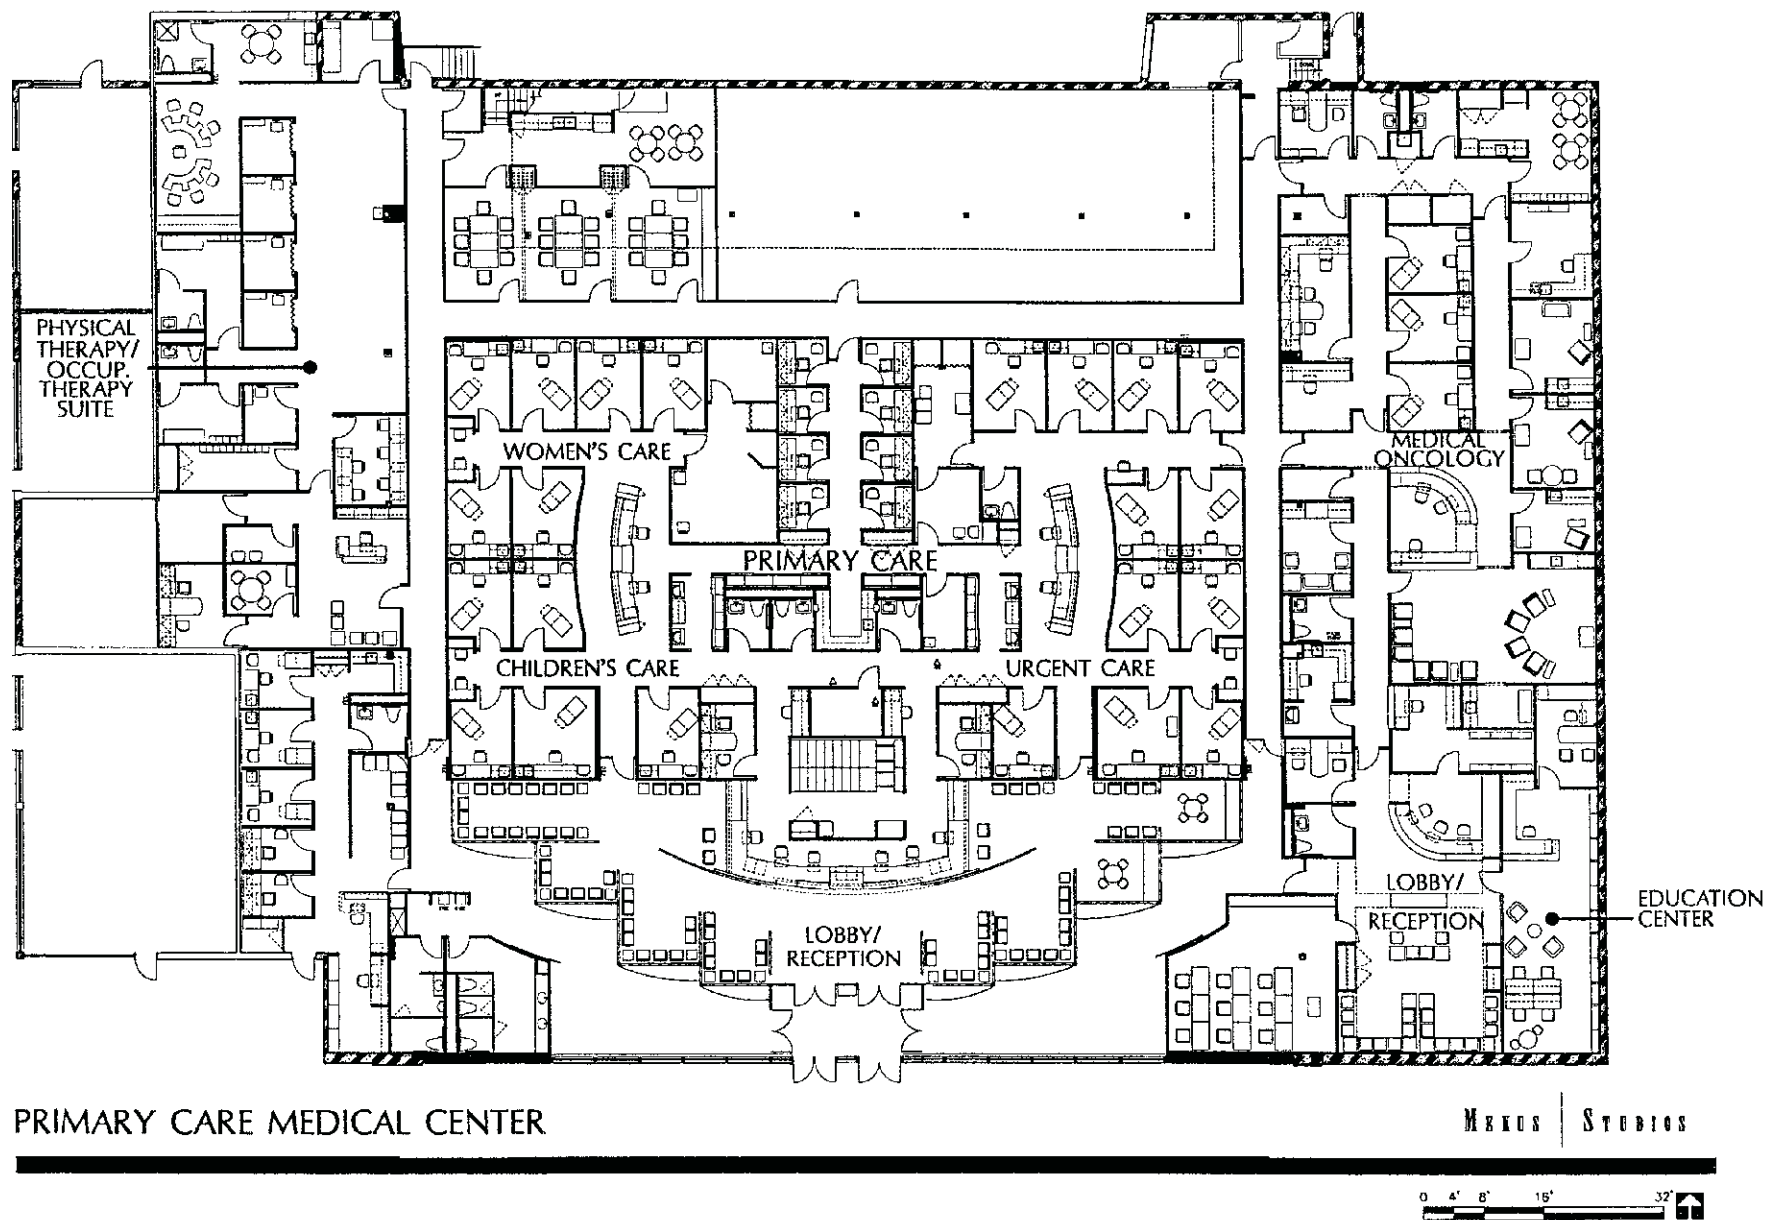 PHYSICAL
THERAPY/
OCCUP.
THERAPY
SUITE
WOMEN'S CARE
MEDICAL
ONCOLOGY
PRIMARY CARE
CHILDREN'S CARE
URGENT CARE
LOBBY/
RECEPTION
LOBBY/
RECEPTION
EDUCATION
CENTER
PRIMARY CARE MEDICAL CENTER
STUDIOS
0 4' 8' 16' 32'